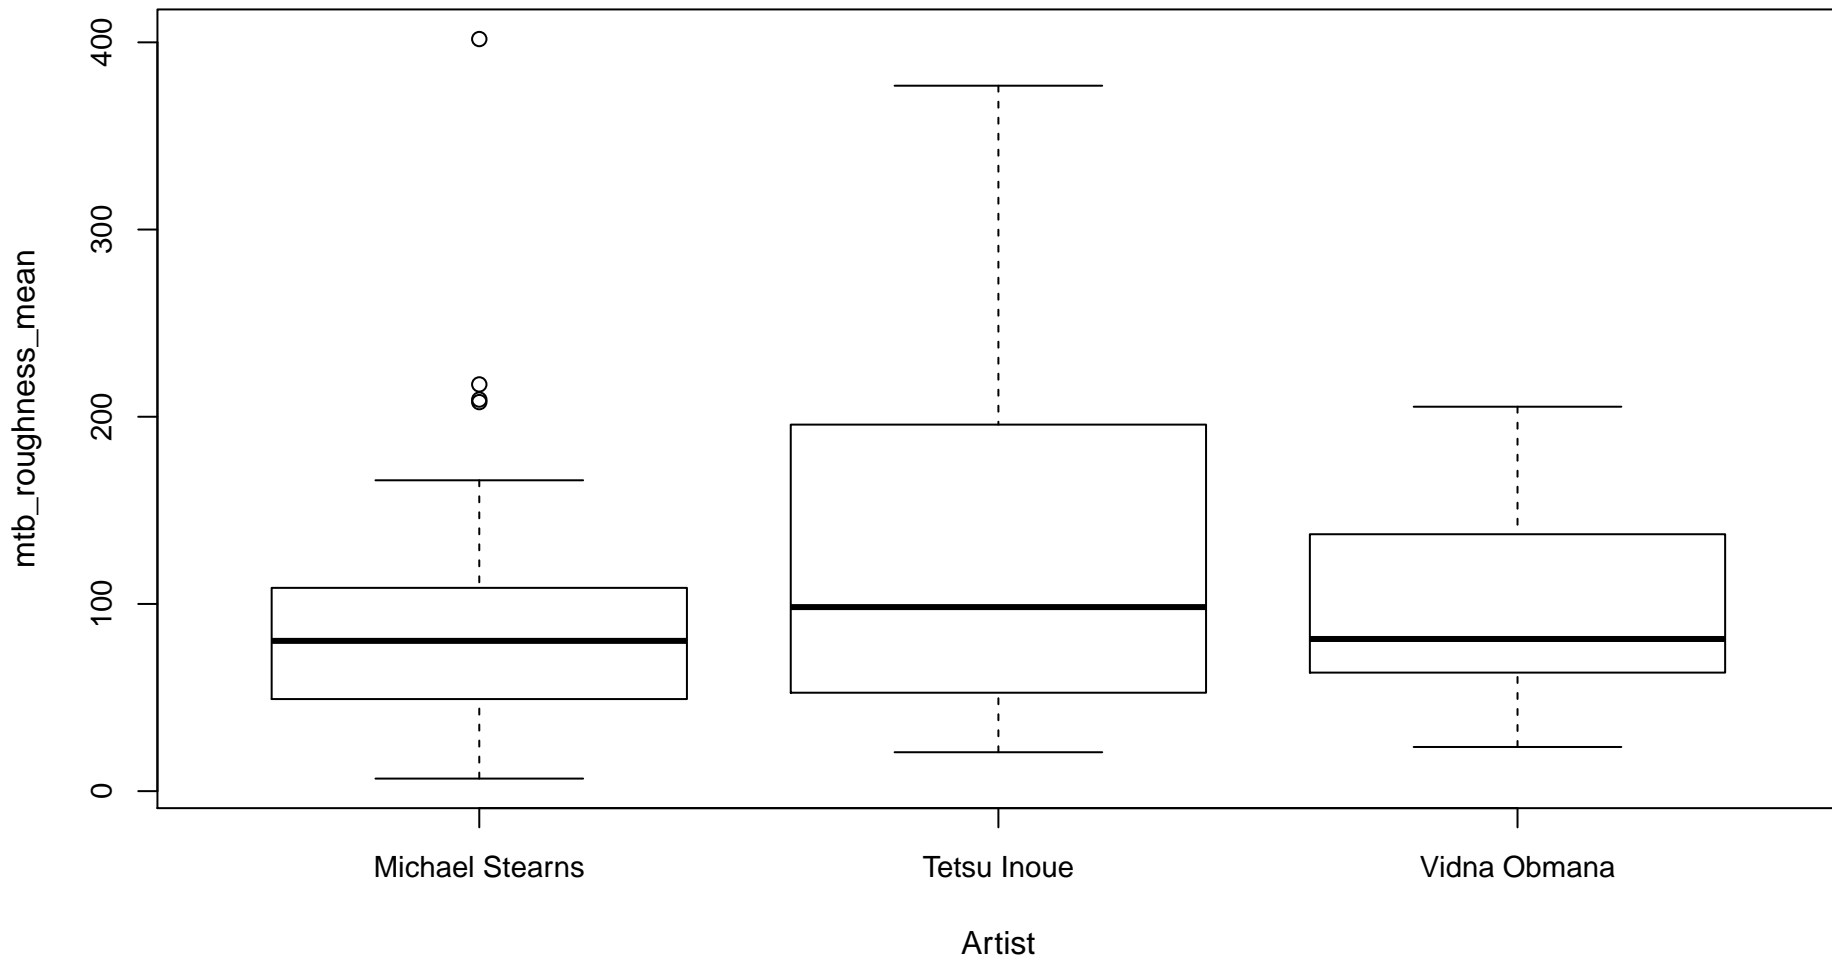 mtb_roughness_mean
400
300
200
100
0
Michael Stearns
Tetsu Inoue
Vidna Obmana
Artist